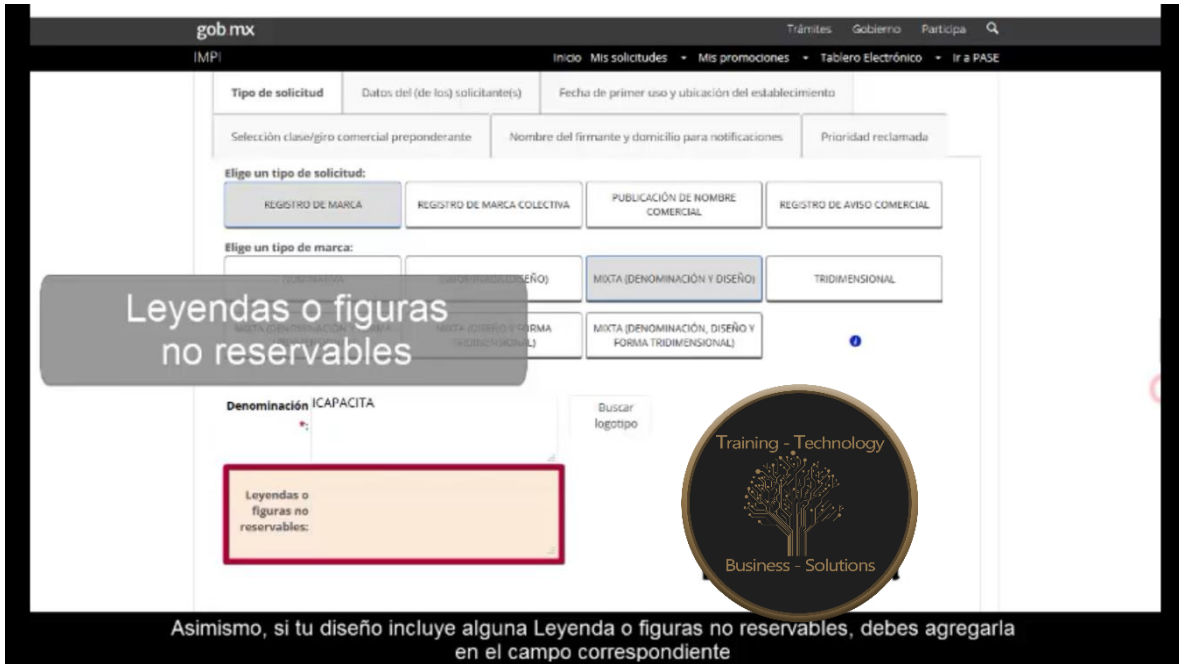 gob mx
Trámites Gobierno Participa
IMPI
Inicio Mis solicitudes Mis promociones Tablero Electrónico Ir a PASE
Tipo de solicitud Datos del (de los) solicitante(s) Fecha de primer uso y ubicación del establecimiento
Selección clase/giro comercial preponderante Nombre del firmante y domicilio para notificaciones Prioridad reclamada
Elige un tipo de solicitud:
REGISTRO DE MARCA REGISTRO DE MARCA COLECTIVA PUBLICACIÓN DE NOMBRE COMERCIAL REGISTRO DE AVISO COMERCIAL
Elige un tipo de marca:
MIXTA (DENOMINACIÓN Y DISEÑO) TRIDIMENSIONAL
Leyendas o figuras
no reservables
MIXTA (DENOMINACIÓN, DISEÑO Y
FORMA TRIDIMENSIONAL)
Denominación ICAPACITA
*:
Buscar
logotipo
Leyendas o
figuras no
reservables:
Training - Technology
Business - Solutions
Asimismo, si tu diseño incluye alguna Leyenda o figuras no reservables, debes agregarla
en el campo correspondiente